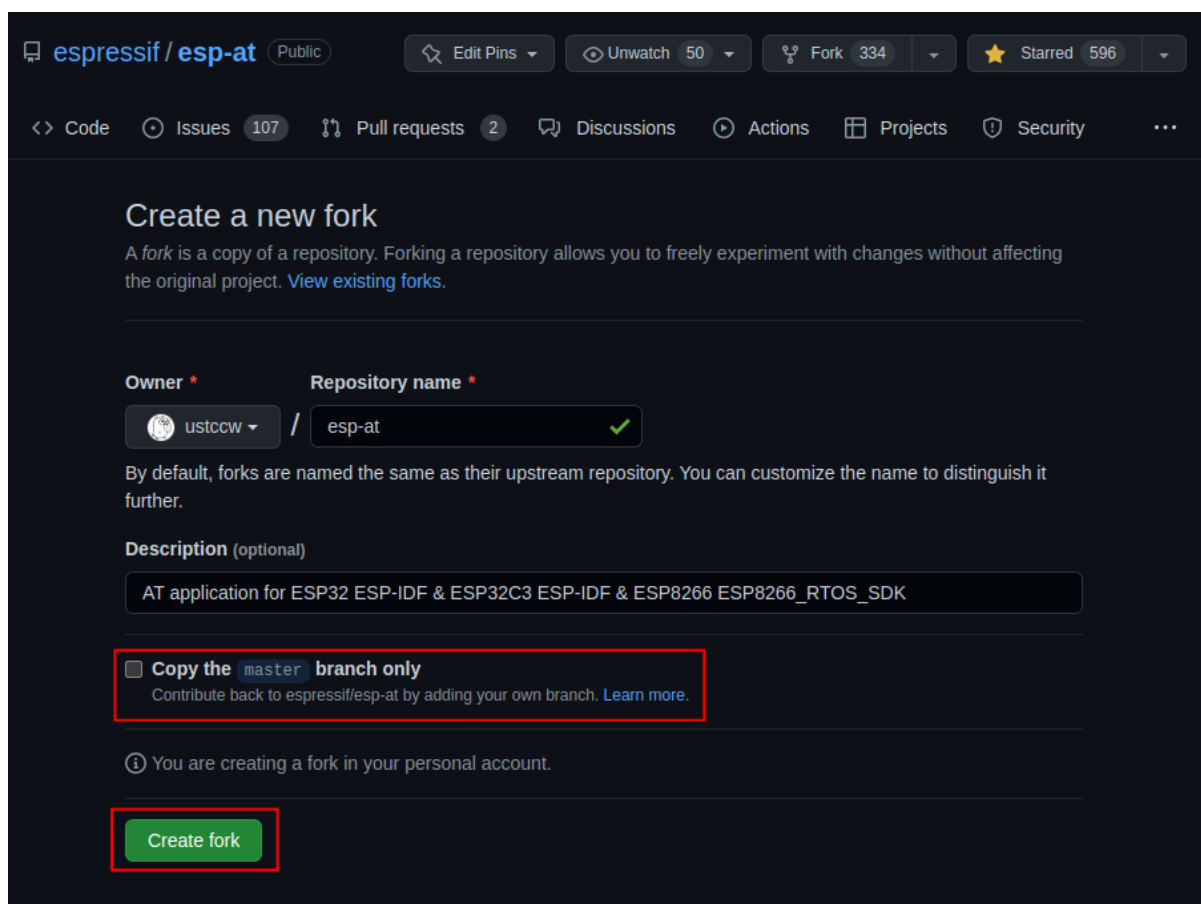 espressif / esp-at Public Edit Pins Unwatch 50 Fork 334 Starred 596
Code Issues 107 Pull requests 2 Discussions Actions Projects Security ...
Create a new fork
A fork is a copy of a repository. Forking a repository allows you to freely experiment with changes without affecting
the original project. View existing forks.
Owner * Repository name *
ustccw / esp-at
By default, forks are named the same as their upstream repository. You can customize the name to distinguish it
further.
Description (optional)
AT application for ESP32 ESP-IDF & ESP32C3 ESP-IDF & ESP8266 ESP8266_RTOS_SDK
Copy the master branch only
Contribute back to espressif/esp-at by adding your own branch. Learn more.
You are creating a fork in your personal account.
Create fork